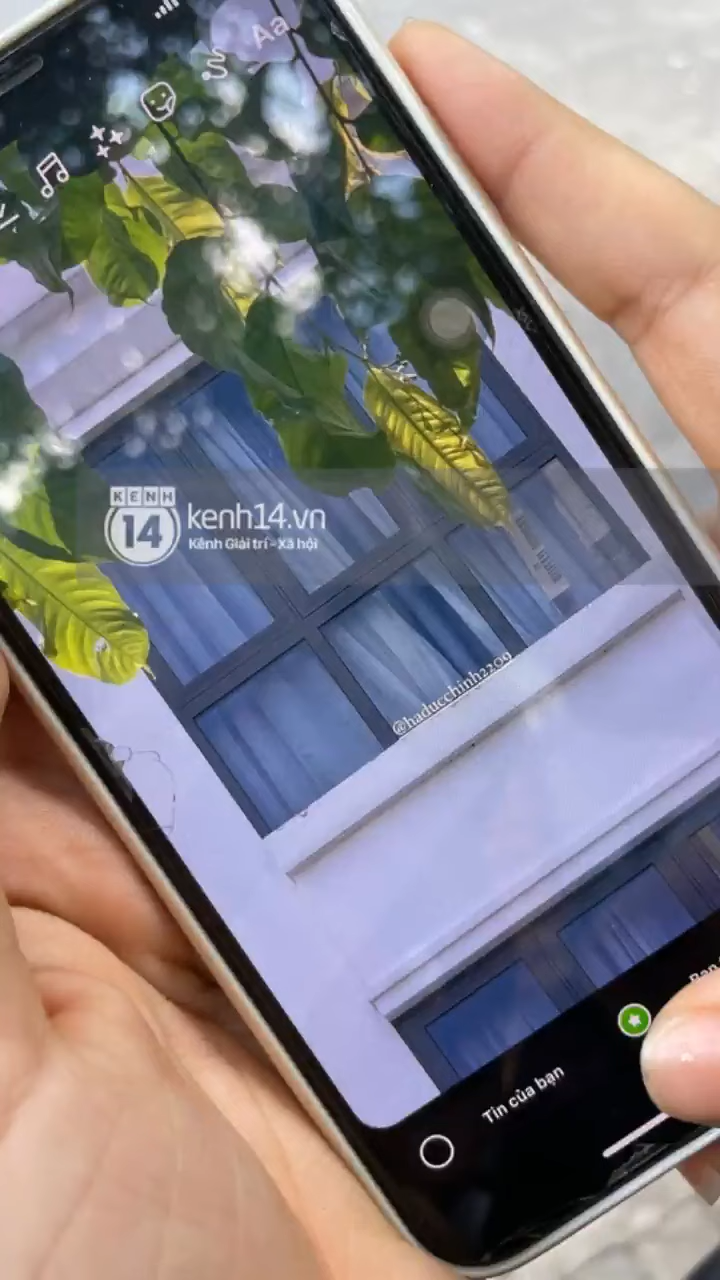 Aa
KENH
14
kenh14.vn
Kênh Giải trí - Xã hội
@haducchinh2209
Tin của bạn